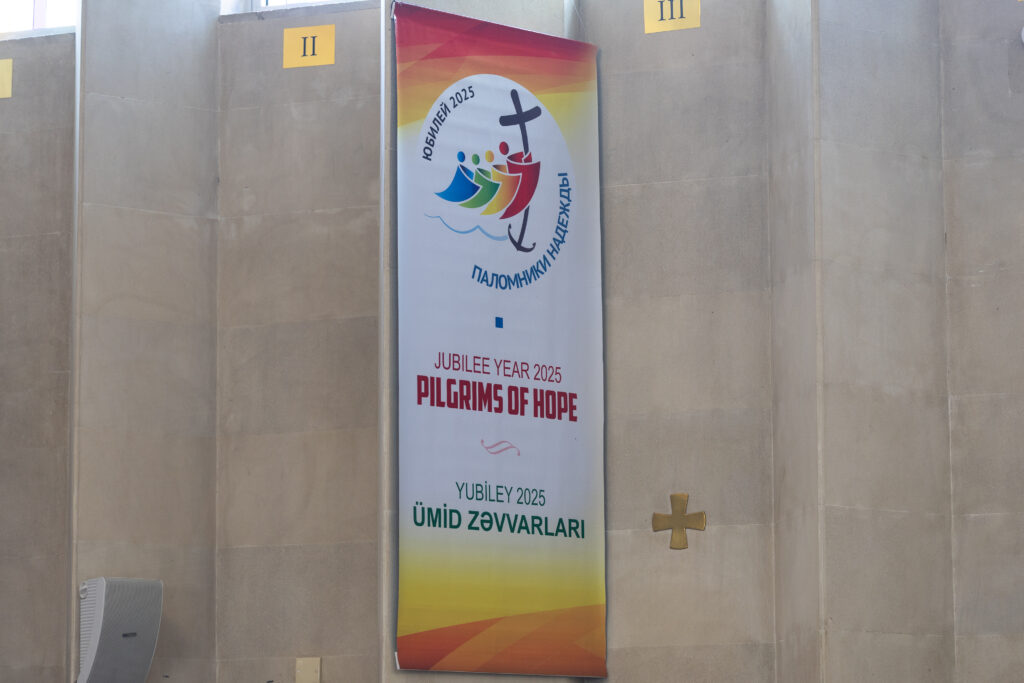 II
III
ЮБИЛЕЙ 2025
ПАЛОМНИКИ НАДЕЖДЫ
JUBILEE YEAR 2025
PILGRIMS OF HOPE
YUBİLEY 2025
ÜMİD ZƏVVARLARI